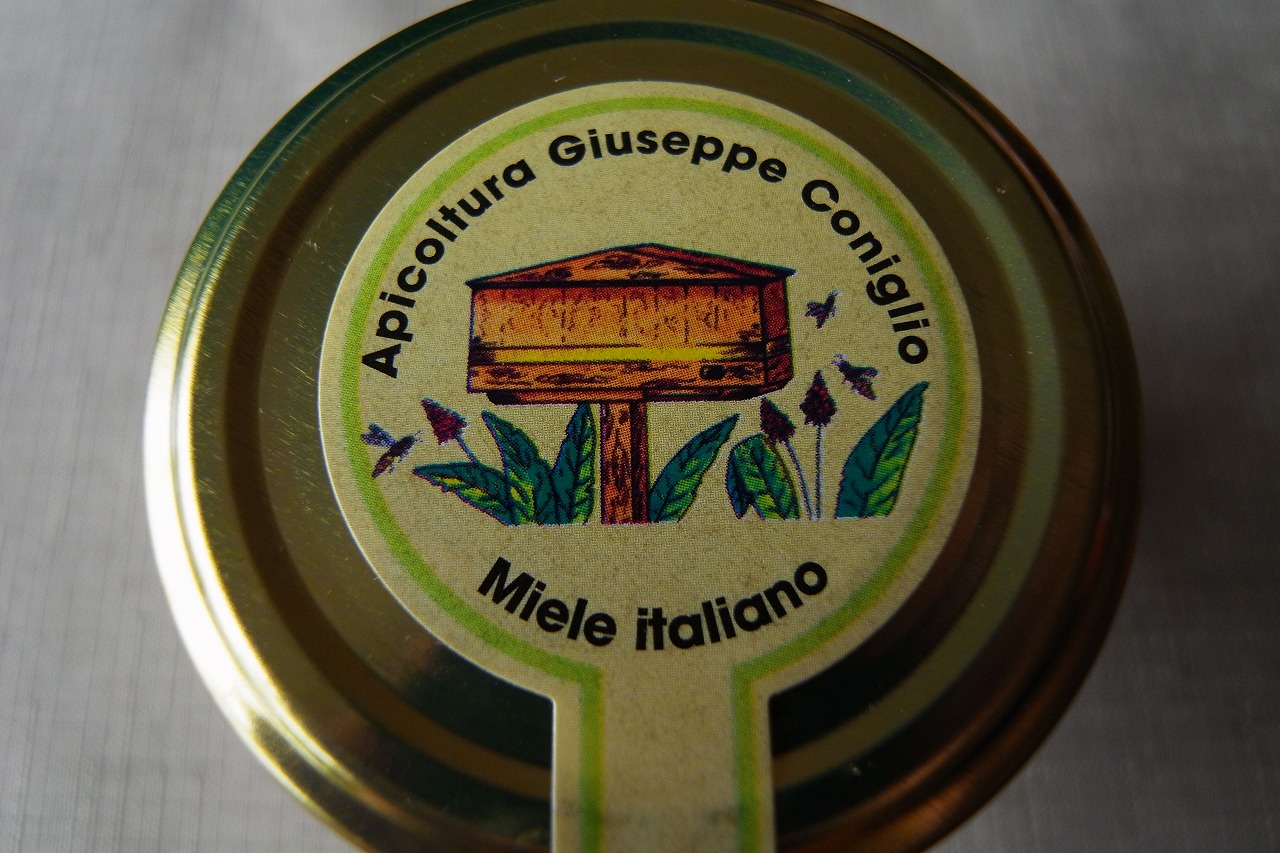 Apicoltura Giuseppe Coniglio
Miele italiano